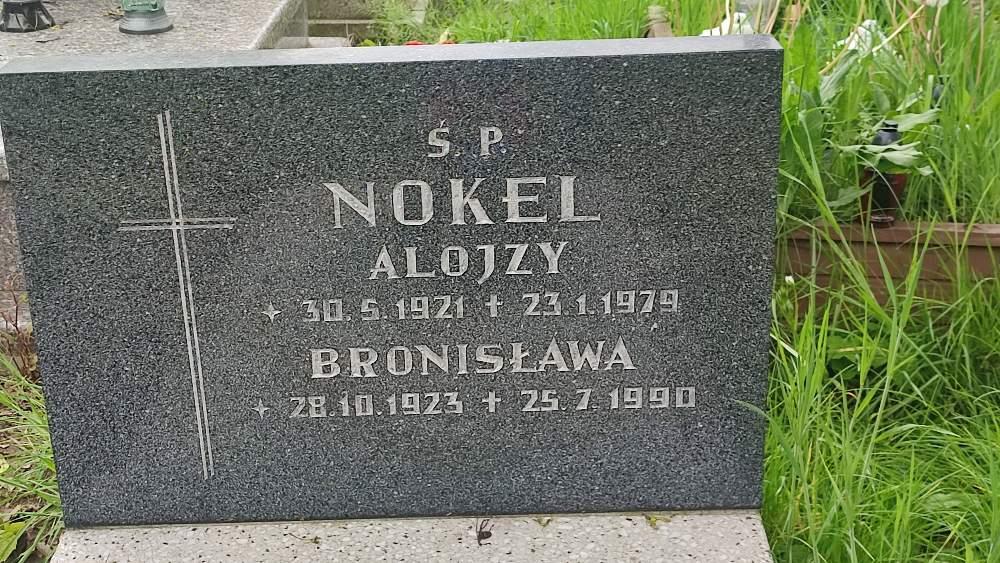 Ś. P.
NOKEL
ALOJZY
✦ 30.5.1921 ✝ 23.1.1979
BRONISŁAWA
✦ 28.10.1923 ✝ 25.7.1990